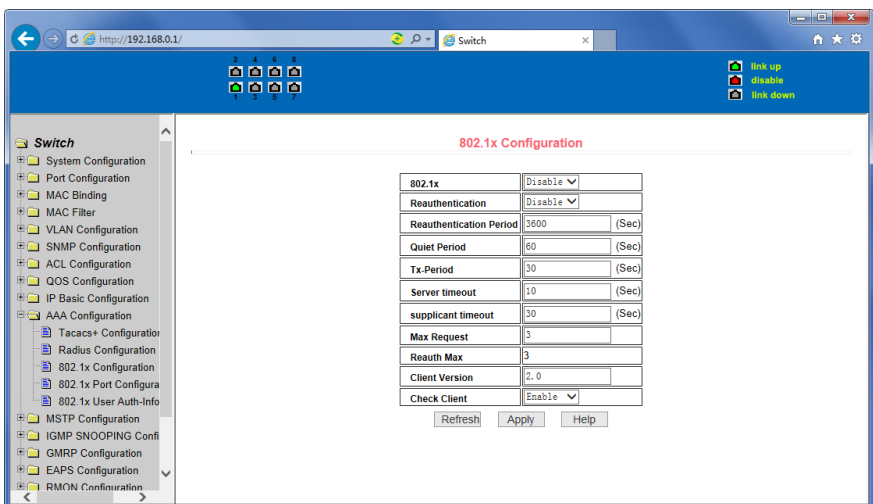 http://192.168.0.1/
Switch
2 4 6 8
1 3 5 7
link up
disable
link down
Switch
System Configuration
Port Configuration
MAC Binding
MAC Filter
VLAN Configuration
SNMP Configuration
ACL Configuration
QOS Configuration
IP Basic Configuration
AAA Configuration
Tacacs+ Configuration
Radius Configuration
802.1x Configuration
802.1x Port Configura
802.1x User Auth-Info
MSTP Configuration
IGMP SNOOPING Confi
GMRP Configuration
EAPS Configuration
RMON Configuration
802.1x Configuration
802.1x Disable
Reauthentication Disable
Reauthentication Period 3600 (Sec)
Quiet Period 60 (Sec)
Tx-Period 30 (Sec)
Server timeout 10 (Sec)
supplicant timeout 30 (Sec)
Max Request 3
Reauth Max 3
Client Version 2.0
Check Client Enable
Refresh Apply Help